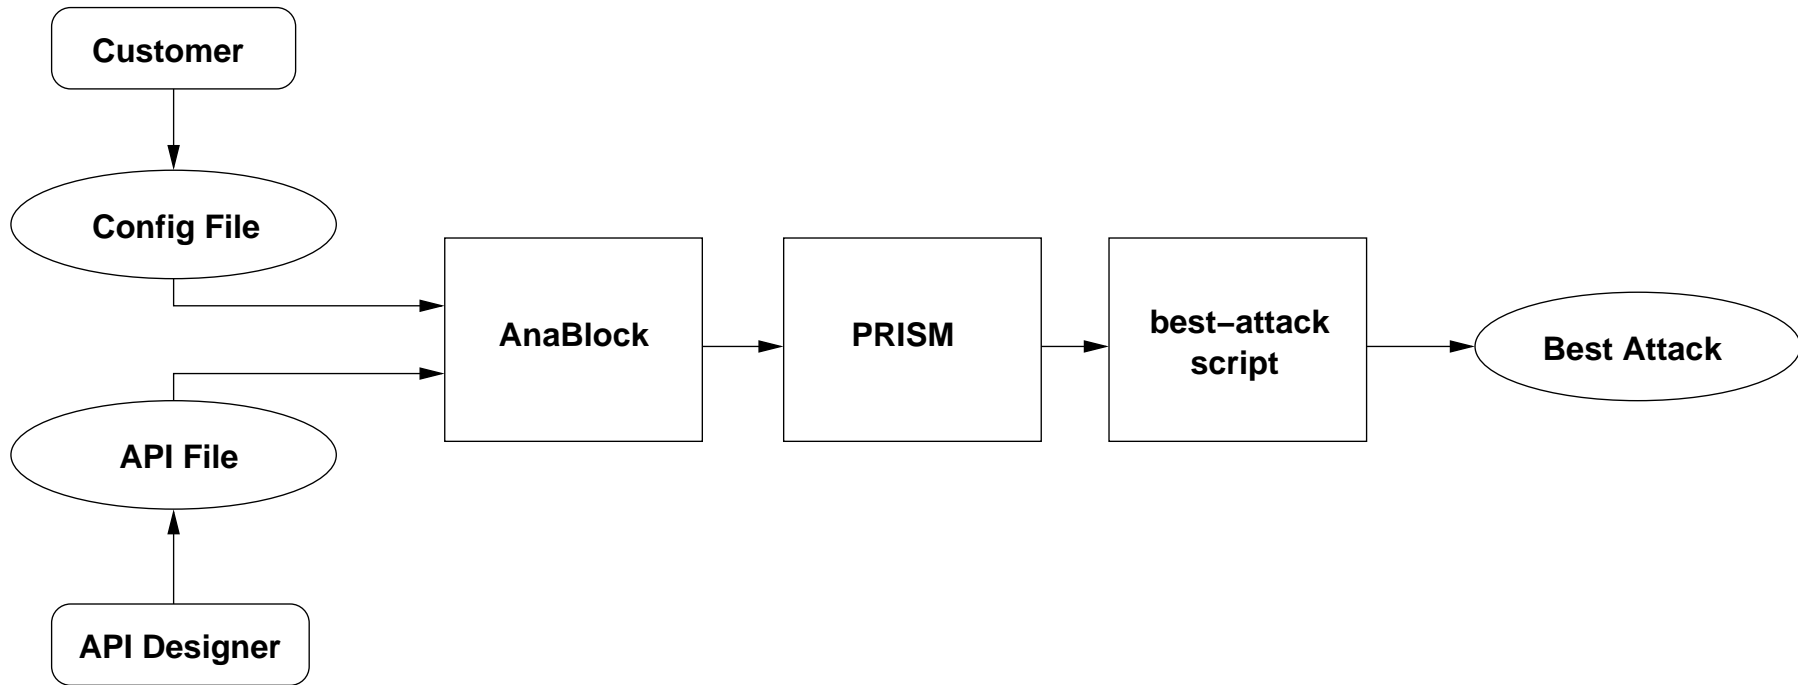 Customer
Config File
AnaBlock
PRISM
best−attack
script
Best Attack
API File
API Designer